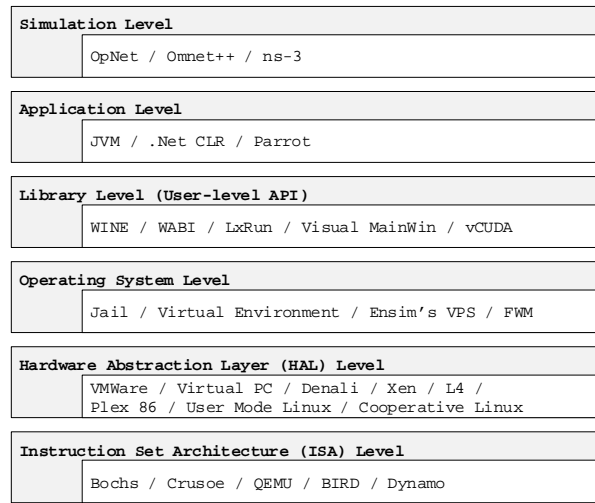 Simulation Level
OpNet / Omnet++ / ns-3
Application Level
JVM / .Net CLR / Parrot
Library Level (User-level API)
WINE / WABI / LxRun / Visual MainWin / vCUDA
Operating System Level
Jail / Virtual Environment / Ensim's VPS / FWM
Hardware Abstraction Layer (HAL) Level
VMWare / Virtual PC / Denali / Xen / L4 /
Plex 86 / User Mode Linux / Cooperative Linux
Instruction Set Architecture (ISA) Level
Bochs / Crusoe / QEMU / BIRD / Dynamo